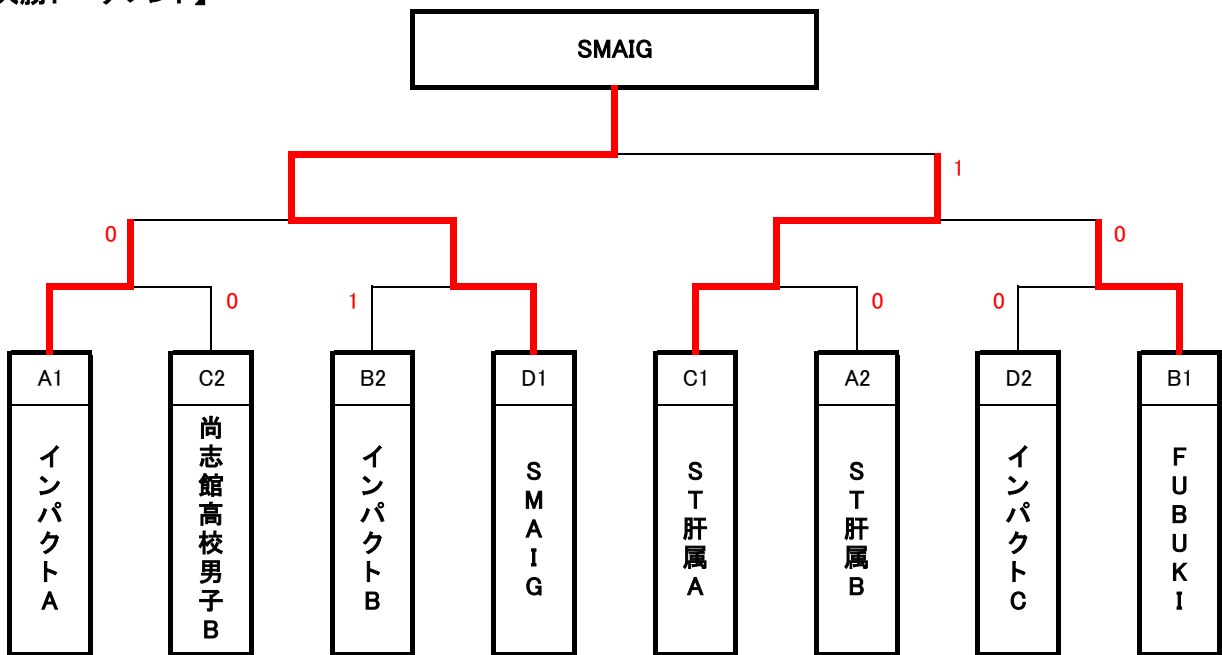 ト】
SMAIG
1
0
0
0
1
0
0
A1
C2
B2
D1
C1
A2
D2
B1
インパクトA
尚志館高校男子B
インパクトB
SMAIG
ST肝属A
ST肝属B
インパクトC
FUBUKI